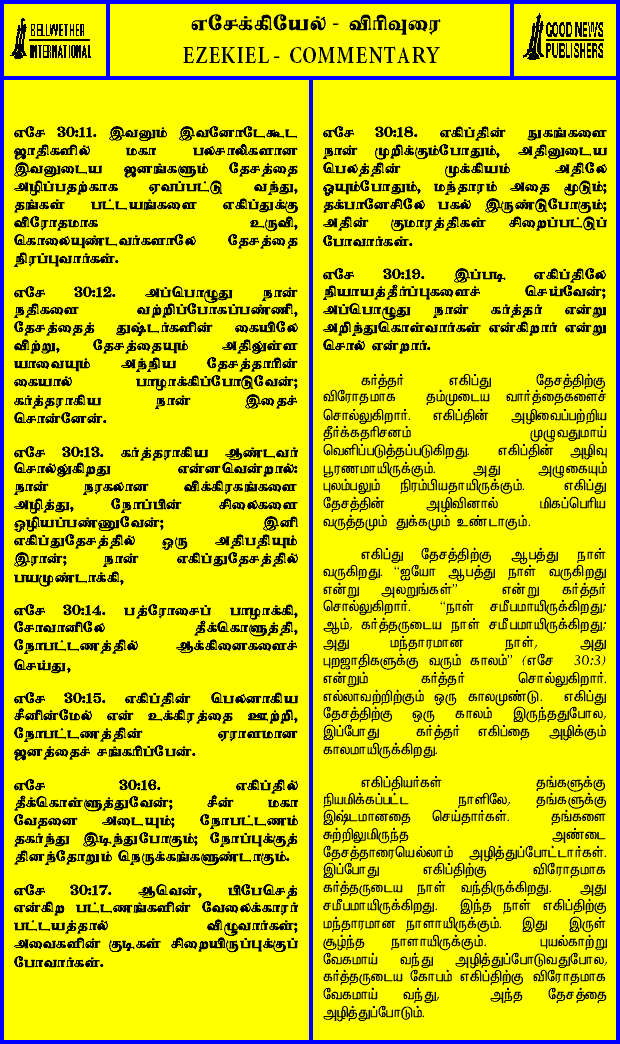 BELLWETHER
INTERNATIONAL
எசேக்கியேல் - விரிவுரை
EZEKIEL - COMMENTARY
GOOD NEWS
PUBLISHERS
எசே 30:11. இவனும் இவனோடேகூட
ஜாதிகளில் மகா பலசாலிகளான
இவனுடைய ஜனங்களும் தேசத்தை
அழிப்பதற்காக ஏவப்பட்டு வந்து,
தங்கள் பட்டயங்களை எகிப்துக்கு
விரோதமாக உருவி,
கொலையுண்டவர்களாலே தேசத்தை
நிரப்புவார்கள்.
எசே 30:12. அப்பொழுது நான்
நதிகளை வற்றிப்போகப்பண்ணி,
தேசத்தைத் துஷ்டர்களின் கையிலே
விற்று, தேசத்தையும் அதிலுள்ள
யாவையும் அந்நிய தேசத்தாரின்
கையால் பாழாக்கிப்போடுவேன்;
கர்த்தராகிய நான் இதைச்
சொன்னேன்.
எசே 30:13. கர்த்தராகிய ஆண்டவர்
சொல்லுகிறது என்னவென்றால்:
நான் நரகலான விக்கிரகங்களை
அழித்து, நோப்பின் சிலைகளை
ஒழியப்பண்ணுவேன்; இனி
எகிப்துதேசத்தில் ஒரு அதிபதியும்
இரான்; நான் எகிப்துதேசத்தில்
பயமுண்டாக்கி,
எசே 30:14. பத்ரோசைப் பாழாக்கி,
சோவானிலே தீக்கொளுத்தி,
நோபட்டணத்தில் ஆக்கினைகளைச்
செய்து,
எசே 30:15. எகிப்தின் பெலனாகிய
சீனின்மேல் என் உக்கிரத்தை ஊற்றி,
நோபட்டணத்தின் ஏராளமான
ஜனத்தைச் சங்கரிப்பேன்.
எசே 30:16. எகிப்தில்
தீக்கொள்ளுத்துவேன்; சீன் மகா
வேதனை அடையும்; நோபட்டணம்
தகர்ந்து இடிந்துபோகும்; நோப்புக்குத்
தினந்தோறும் நெருக்கங்களுண்டாகும்.
எசே 30:17. ஆவென், பிபேசெத்
என்கிற பட்டணங்களின் வேலைக்காரர்
பட்டயத்தால் விழுவார்கள்;
அவைகளின் குடிகள் சிறையிருப்புக்குப்
போவார்கள்.
எசே 30:18. எகிப்தின் நுகங்களை
நான் முறிக்கும்போதும், அதினுடைய
பெலத்தின் முக்கியம் அதிலே
ஓயும்போதும், மந்தாரம் அதை மூடும்;
தக்பானேசிலே பகல் இருண்டுபோகும்;
அதின் குமாரத்திகள் சிறைப்பட்டுப்
போவார்கள்.
எசே 30:19. இப்படி எகிப்திலே
நியாயத்தீர்ப்புகளைச் செய்வேன்;
அப்பொழுது நான் கர்த்தர் என்று
அறிந்துகொள்வார்கள் என்கிறார் என்று
சொல் என்றார்.
கர்த்தர் எகிப்து தேசத்திற்கு
விரோதமாக தம்முடைய வார்த்தைகளைச்
சொல்லுகிறார். எகிப்தின் அழிவைப்பற்றிய
தீர்க்கதரிசனம் முழுவதுமாய்
வெளிப்படுத்தப்படுகிறது. எகிப்தின் அழிவு
பூரணமாயிருக்கும். அது அழுகையும்
புலம்பலும் நிரம்பியதாயிருக்கும். எகிப்து
தேசத்தின் அழிவினால் மிகப்பெரிய
வருத்தமும் துக்கமும் உண்டாகும்.
எகிப்து தேசத்திற்கு ஆபத்து நாள்
வருகிறது. "ஐயோ ஆபத்து நாள் வருகிறது
என்று அலறுங்கள்" என்று கர்த்தர்
சொல்லுகிறார். "நாள் சமீபமாயிருக்கிறது;
ஆம், கர்த்தருடைய நாள் சமீபமாயிருக்கிறது;
அது மந்தாரமான நாள், அது
புறஜாதிகளுக்கு வரும் காலம்" (எசே 30:3)
என்றும் கர்த்தர் சொல்லுகிறார்.
எல்லாவற்றிற்கும் ஒரு காலமுண்டு. எகிப்து
தேசத்திற்கு ஒரு காலம் இருந்ததுபோல,
இப்போது கர்த்தர் எகிப்தை அழிக்கும்
காலமாயிருக்கிறது.
எகிப்தியர்கள் தங்களுக்கு
நியமிக்கப்பட்ட நாளிலே, தங்களுக்கு
இஷ்டமானதை செய்தார்கள். தங்களை
சுற்றிலுமிருந்த அண்டை
தேசத்தாரையெல்லாம் அழித்துப்போட்டார்கள்.
இப்போது எகிப்திற்கு விரோதமாக
கர்த்தருடைய நாள் வந்திருக்கிறது. அது
சமீபமாயிருக்கிறது. இந்த நாள் எகிப்திற்கு
மந்தாரமான நாளாயிருக்கும். இது இருள்
சூழ்ந்த நாளாயிருக்கும். புயல்காற்று
வேகமாய் வந்து அழித்துப்போடுவதுபோல,
கர்த்தருடைய கோபம் எகிப்திற்கு விரோதமாக
வேகமாய் வந்து, அந்த தேசத்தை
அழித்துப்போடும்.